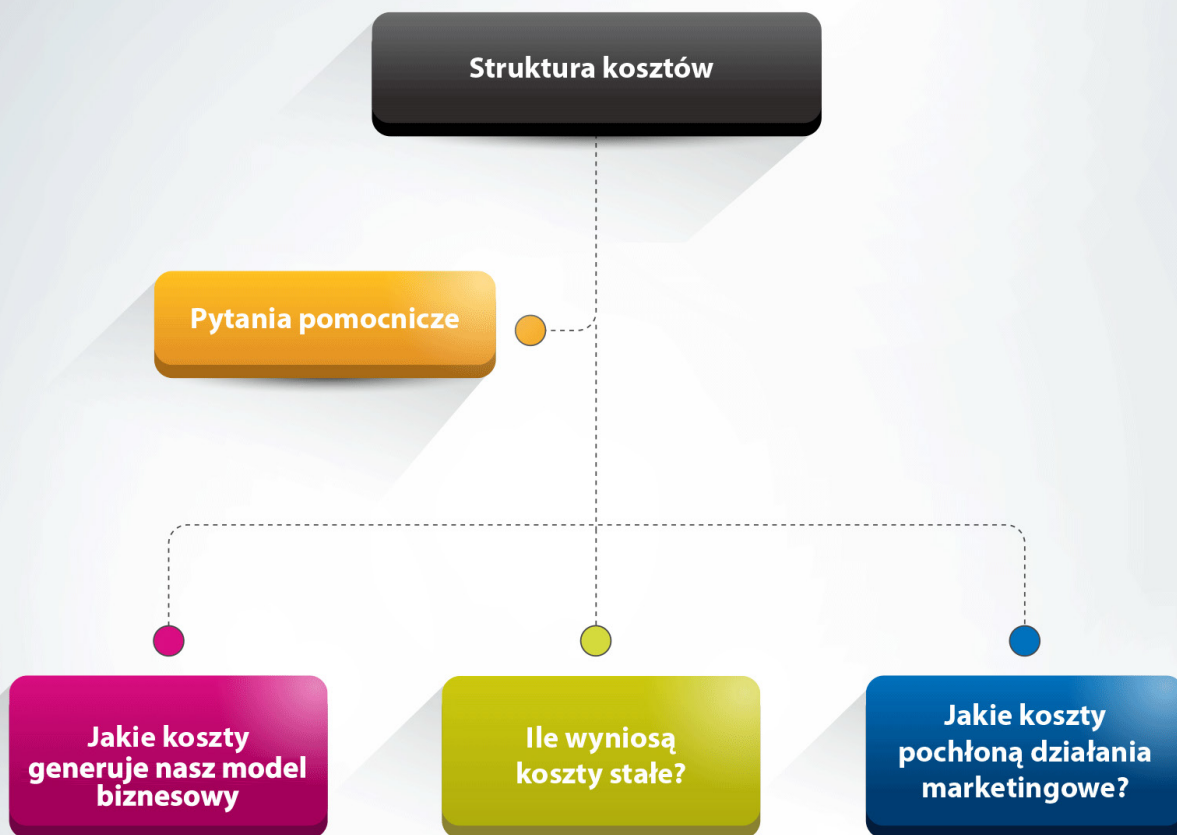 Struktura kosztów
Pytania pomocnicze
Jakie koszty
generuje nasz model
biznesowy
Ile wyniosą
koszty stałe?
Jakie koszty
pochłoną działania
marketingowe?